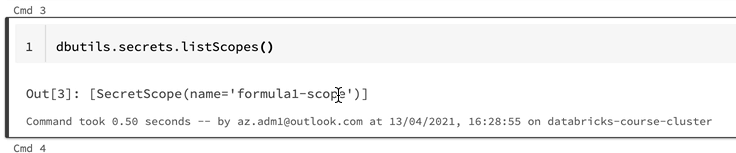 Cmd 3
1 dbutils.secrets.listScopes()
Out[3]: [SecretScope(name='formula1-scope')]
Command took 0.50 seconds -- by az.adm1@outlook.com at 13/04/2021, 16:28:55 on databricks-course-cluster
Cmd 4